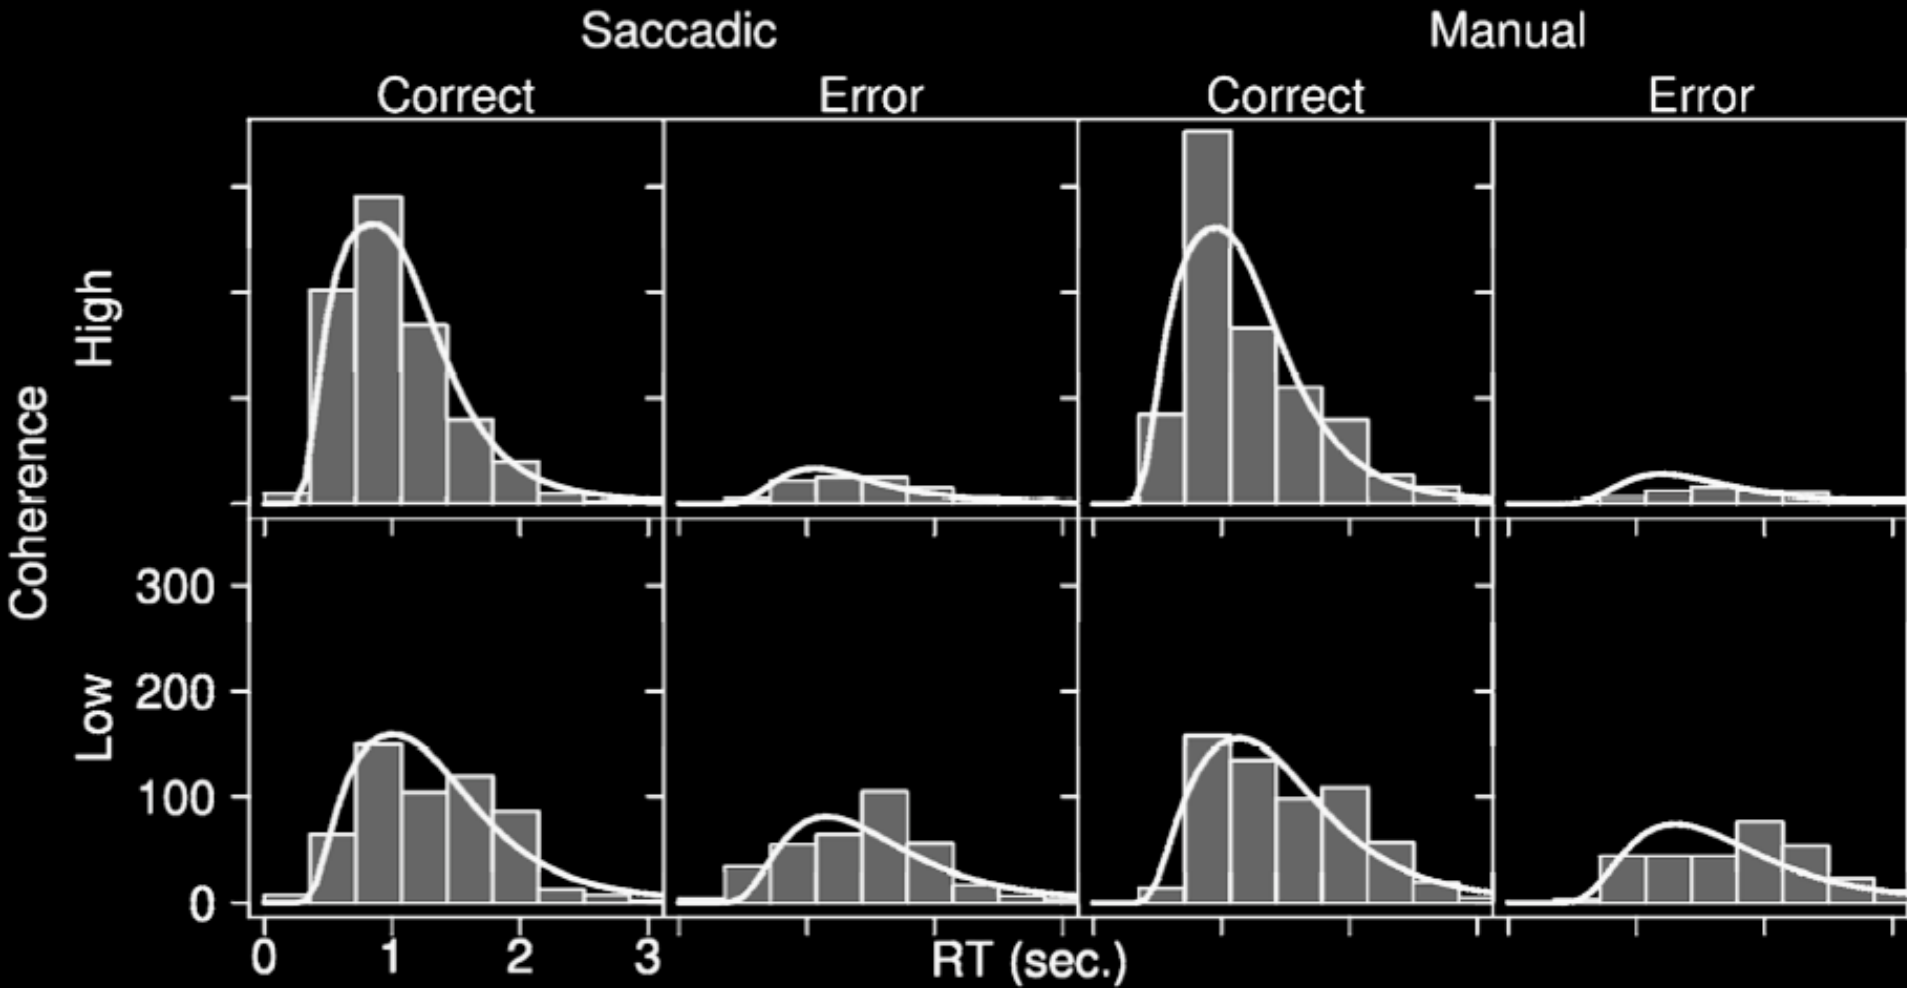 Saccadic Manual
Correct Error Correct Error
Coherence
High
Low
300
200
100
0
0 1 2 3
RT (sec.)